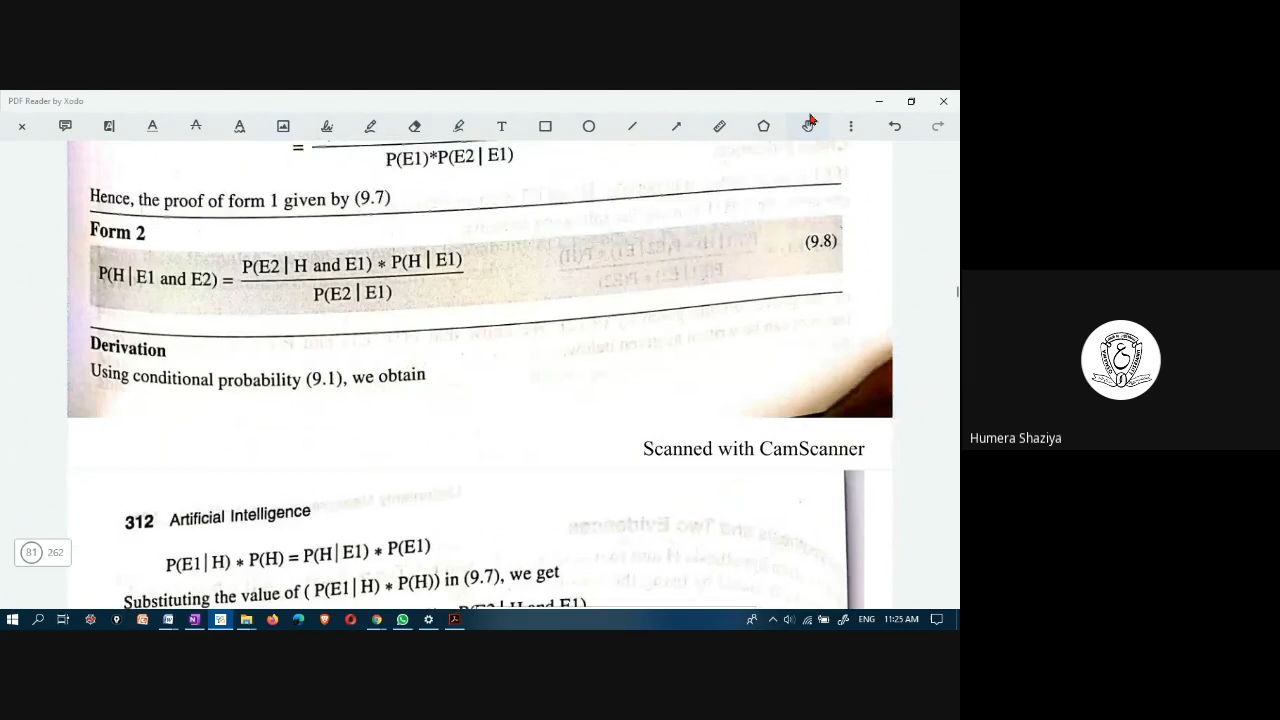 PDF Reader by Xodo
=
P(E1)*P(E2 | E1)
Hence, the proof of form 1 given by (9.7)
Form 2
P(H | E1 and E2) = P(E2 | H and E1) * P(H | E1)
P(E2 | E1)
(9.8)
Derivation
Using conditional probability (9.1), we obtain
Scanned with CamScanner
312 Artificial Intelligence
P(E1 | H) * P(H) = P(H | E1) * P(E1)
Substituting the value of ( P(E1 | H) * P(H)) in (9.7), we get
P(E2 | H and E1)
81 262
ENG 11:25 AM
Humera Shaziya